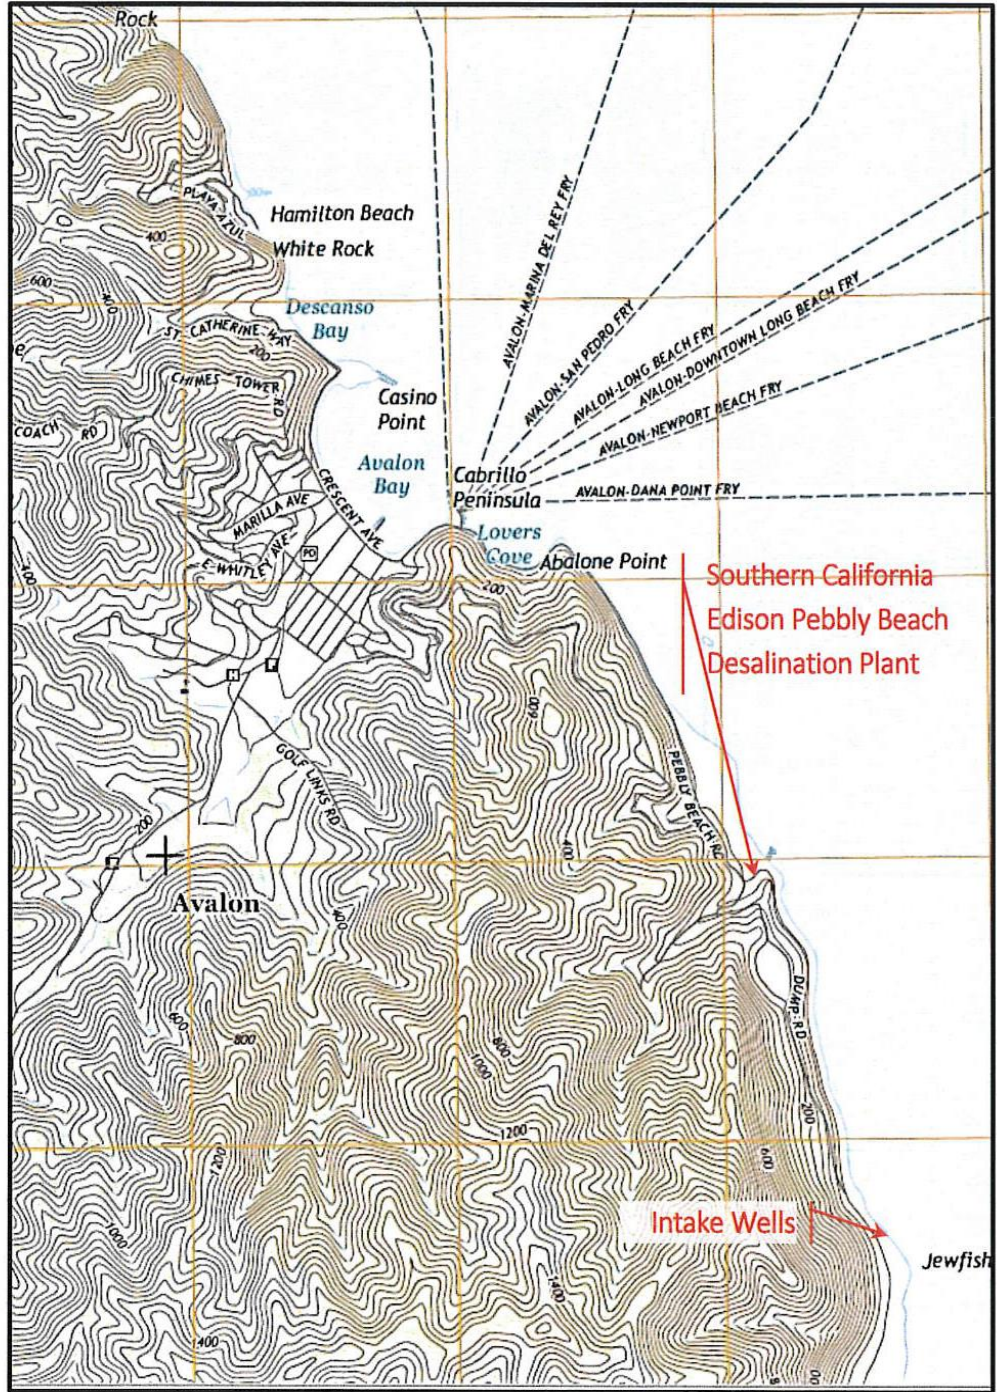 Rock
PLAYA AZUL
Hamilton Beach
400
White Rock
600
400
Descanso
Bay
ST CATHERINE WAY
200
CHIMES TOWER RD
COACH RD
Casino
Point
Avalon
Bay
CRESCENT AVE
MARILLA AVE
E WHITLEY AVE
PO
AVALON-MARINA DEL REY FRY
AVALON-SAN PEDRO FRY
AVALON-LONG BEACH FRY
AVALON-DOWNTOWN LONG BEACH FRY
AVALON-NEWPORT BEACH FRY
AVALON-DANA POINT FRY
Cabrillo
Peninsula
Lovers
Cove
Abalone Point
400
200
Southern California
Edison Pebbly Beach
Desalination Plant
H
F
600
GOLF LINKS RD
PEBBLY BEACH RD
200
400
Avalon
400
DUMP RD
600
800
800
1000
1200
200
600
1200
1000
Intake Wells
Jewfish
1400
400